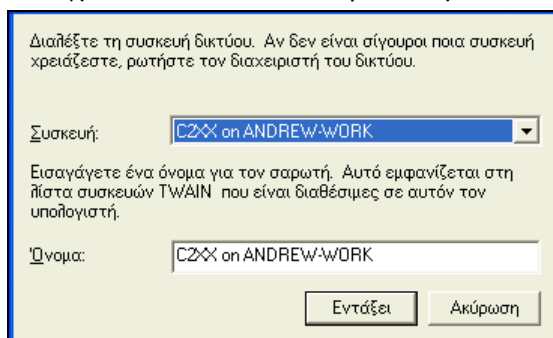 Διαλέξτε τη συσκευή δικτύου. Αν δεν είναι σίγουροι ποια συσκευή
χρειάζεστε, ρωτήστε τον διαχειριστή του δικτύου.
Συσκευή:
C2XX on ANDREW-WORK
Εισαγάγετε ένα όνομα για τον σαρωτή. Αυτό εμφανίζεται στη
λίστα συσκευών TWAIN που είναι διαθέσιμες σε αυτόν τον
υπολογιστή.
Όνομα:
C2XX on ANDREW-WORK
Εντάξει
Ακύρωση